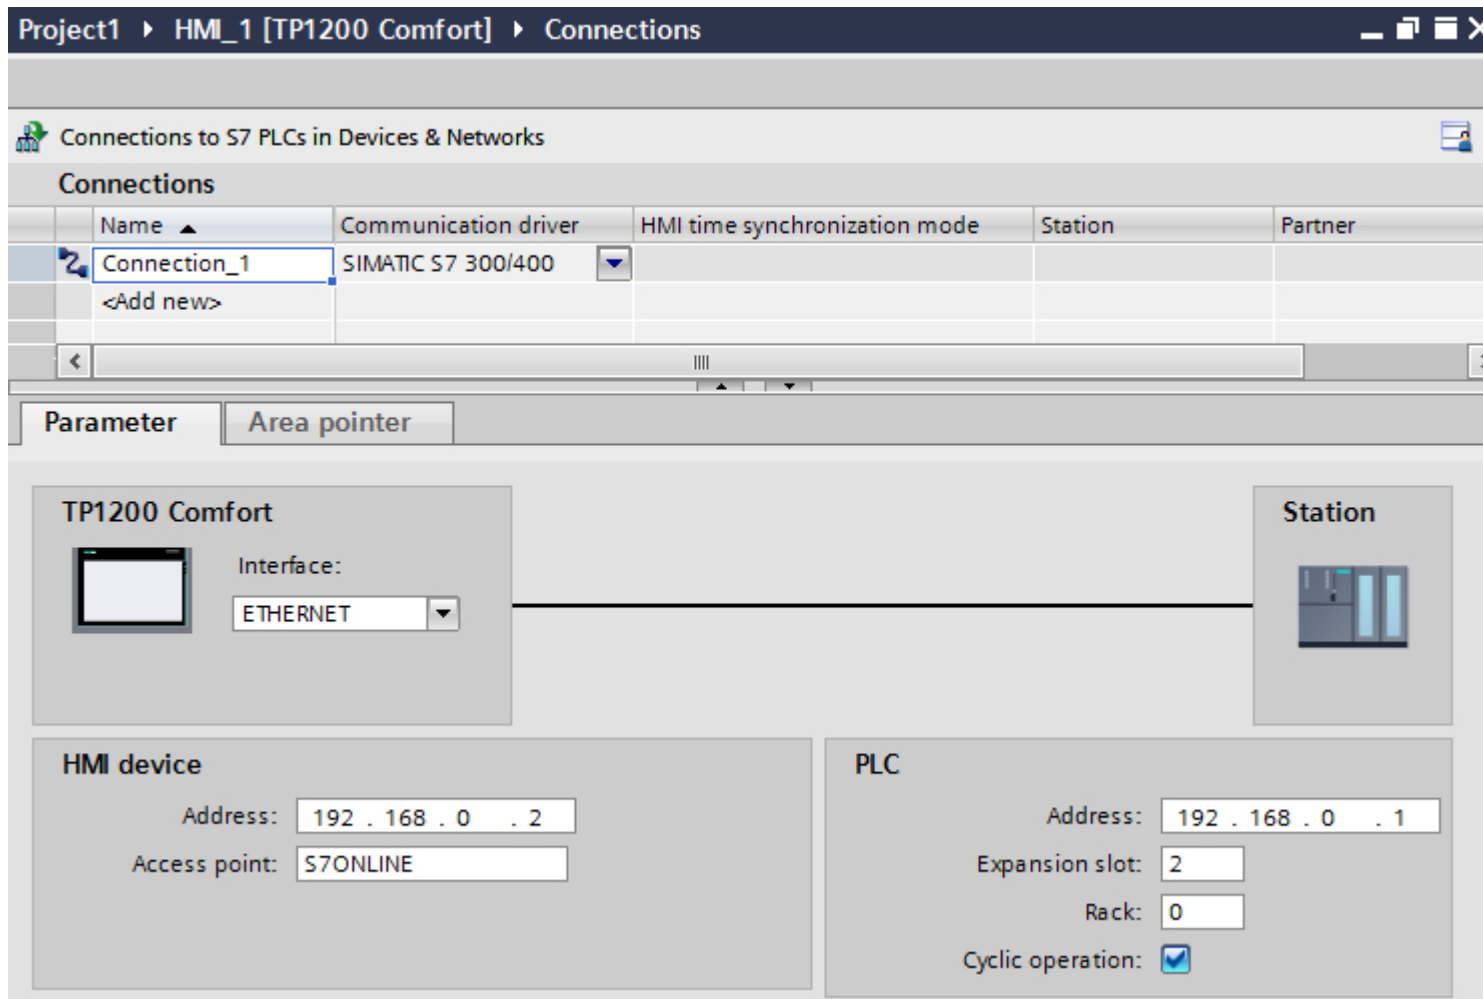 Project1 ▸ HMI_1 [TP1200 Comfort] ▸ Connections
Connections to S7 PLCs in Devices & Networks
Connections
Name Communication driver HMI time synchronization mode Station Partner
Connection_1 SIMATIC S7 300/400
<Add new>
Parameter Area pointer
TP1200 Comfort
Interface:
ETHERNET
Station
HMI device
Address: 192 . 168 . 0 . 2
Access point: S7ONLINE
PLC
Address: 192 . 168 . 0 . 1
Expansion slot: 2
Rack: 0
Cyclic operation: